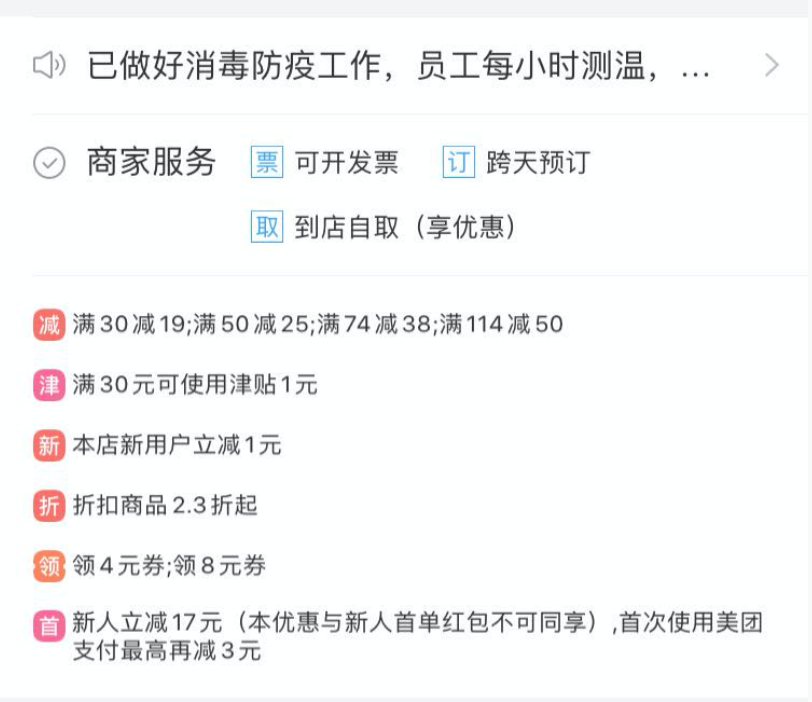 已做好消毒防疫工作，员工每小时测温，...
商家服务 票 可开发票 订 跨天预订
取 到店自取（享优惠）
减 满30减19;满50减25;满74减38;满114减50
津 满30元可使用津贴1元
新 本店新用户立减1元
折 折扣商品2.3折起
领 领4元券;领8元券
首 新人立减17元（本优惠与新人首单红包不可同享）,首次使用美团
支付最高再减3元